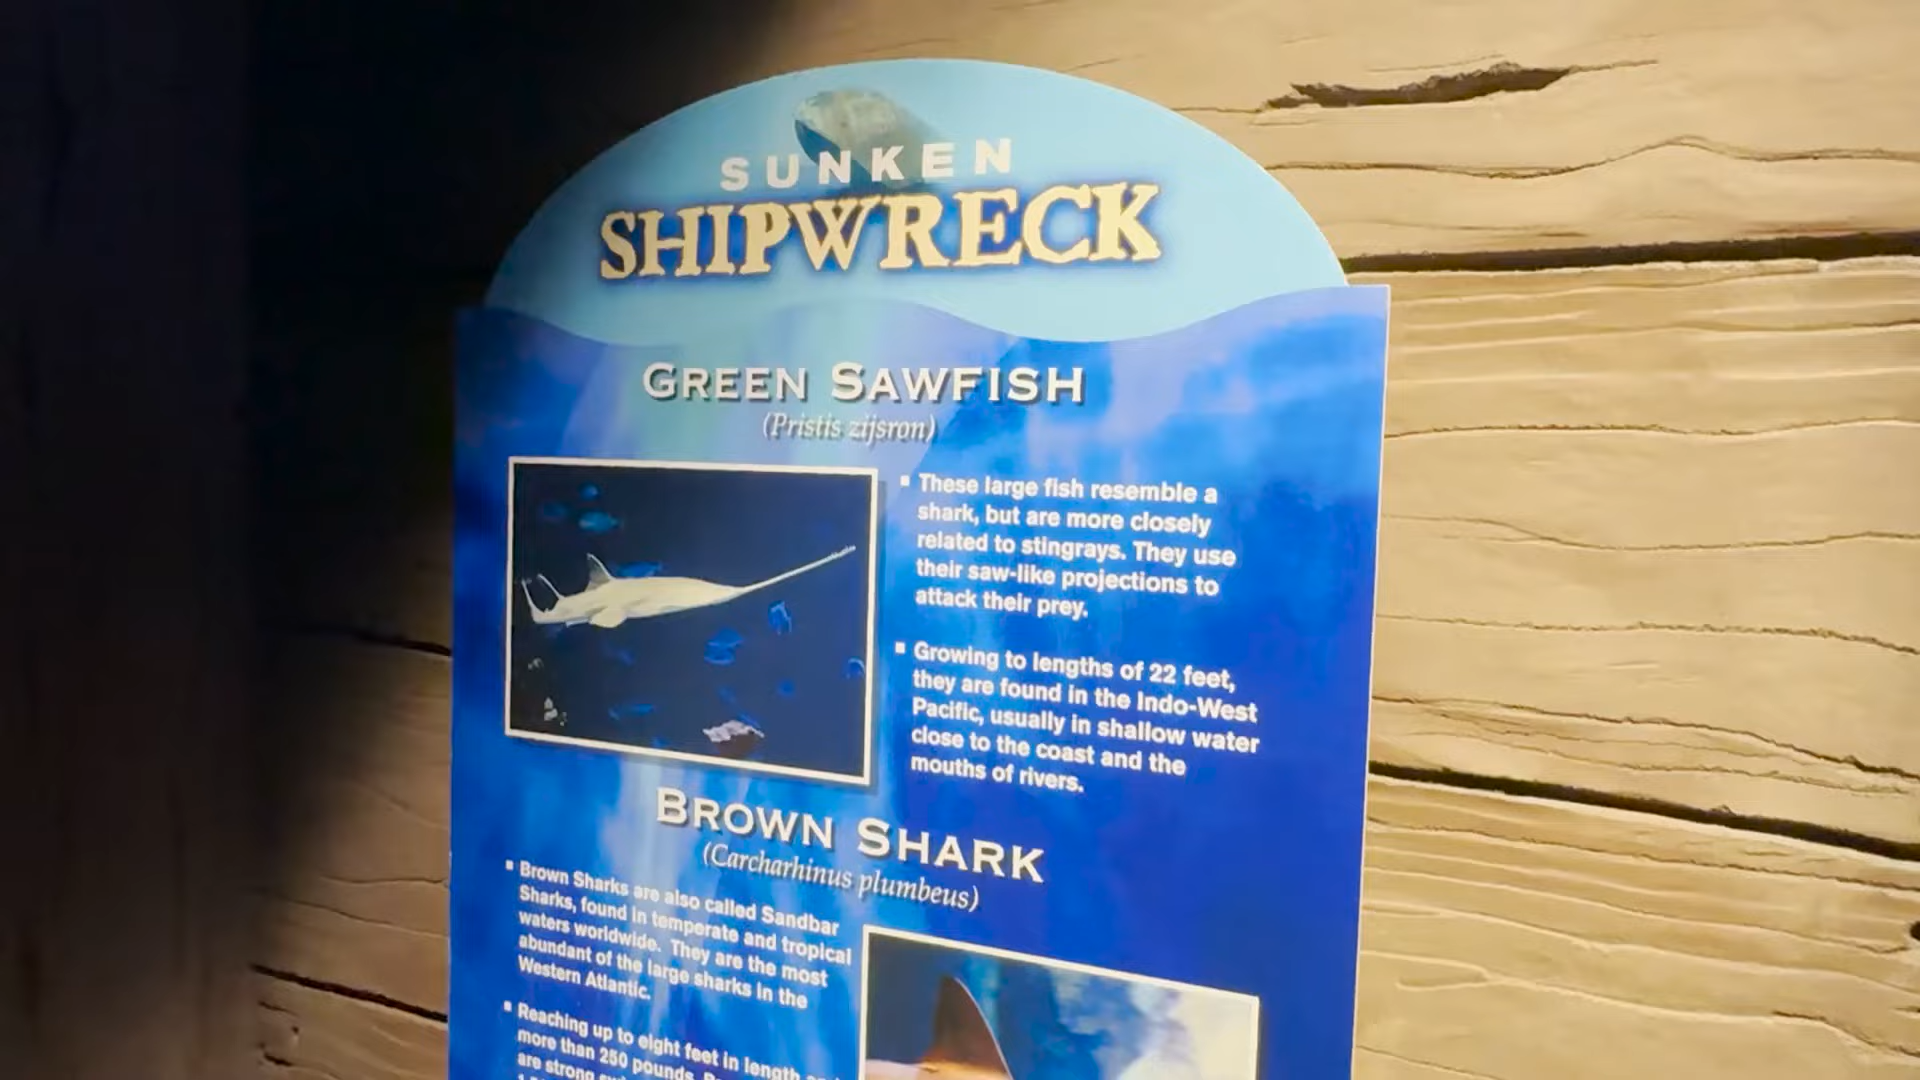 SUNKEN
SHIPWRECK
GREEN SAWFISH
(Pristis zijsron)
▪ These large fish resemble a
shark, but are more closely
related to stingrays. They use
their saw-like projections to
attack their prey.
▪ Growing to lengths of 22 feet,
they are found in the Indo-West
Pacific, usually in shallow water
close to the coast and the
mouths of rivers.
BROWN SHARK
(Carcharhinus plumbeus)
▪ Brown Sharks are also called Sandbar
Sharks, found in temperate and tropical
waters worldwide. They are the most
abundant of the large sharks in the
Western Atlantic.
▪ Reaching up to eight feet in length
more than 250 pounds,
are strong